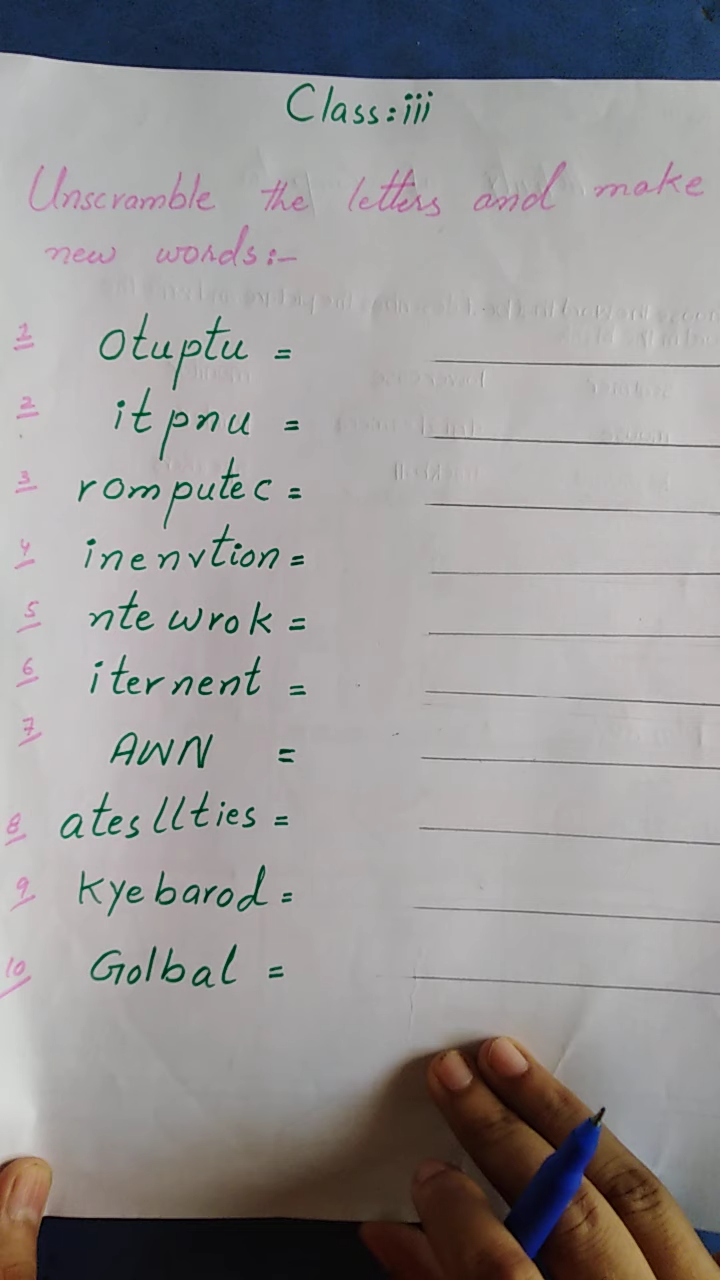 Class:iii
Unscramble the letters and make
new words:-
1 Otuptu =
2 itpnu =
3 romputec =
4 inenvtion =
5 ntewrok =
6 iternent =
7 AWN =
8 atesllties =
9 Kyebarod =
10 Golbal =